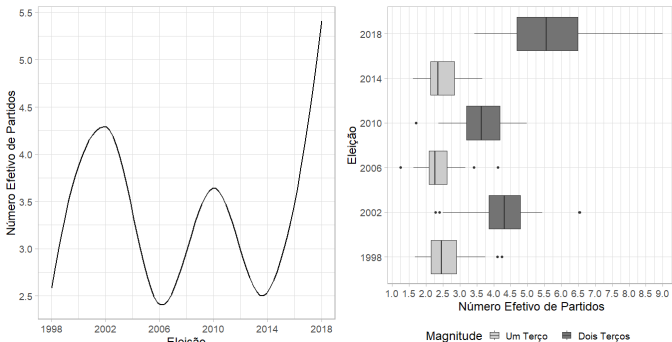 5.5
5.0
4.5
4.0
3.5
3.0
2.5
Número Efetivo de Partidos
1998 2002 2006 2010 2014 2018
Eleição
2018
2014
2010
2006
2002
1998
Eleição
1.0 1.5 2.0 2.5 3.0 3.5 4.0 4.5 5.0 5.5 6.0 6.5 7.0 7.5 8.0 8.5 9.0
Número Efetivo de Partidos
Magnitude Um Terço Dois Terços